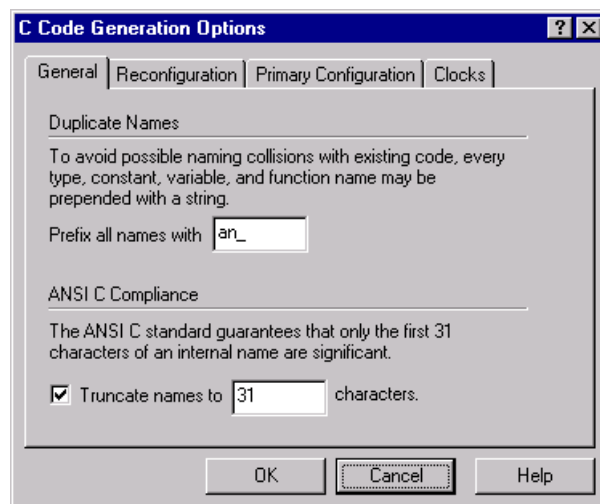 C Code Generation Options
General Reconfiguration Primary Configuration Clocks
Duplicate Names
To avoid possible naming collisions with existing code, every
type, constant, variable, and function name may be
prepended with a string.
Prefix all names with an_
ANSI C Compliance
The ANSI C standard guarantees that only the first 31
characters of an internal name are significant.
Truncate names to 31 characters.
OK Cancel Help